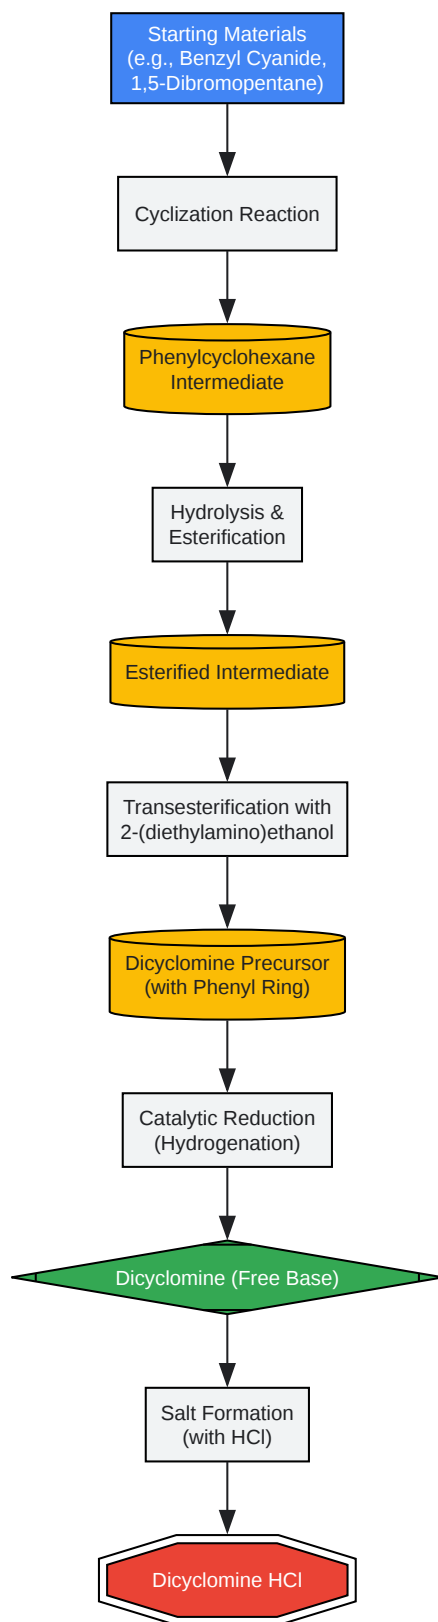 Starting Materials
(e.g., Benzyl Cyanide,
1,5-Dibromopentane)
Cyclization Reaction
Phenylcyclohexane
Intermediate
Hydrolysis &
Esterification
Esterified Intermediate
Transesterification with
2-(diethylamino)ethanol
Dicyclomine Precursor
(with Phenyl Ring)
Catalytic Reduction
(Hydrogenation)
Dicyclomine (Free Base)
Salt Formation
(with HCl)
Dicyclomine HCl